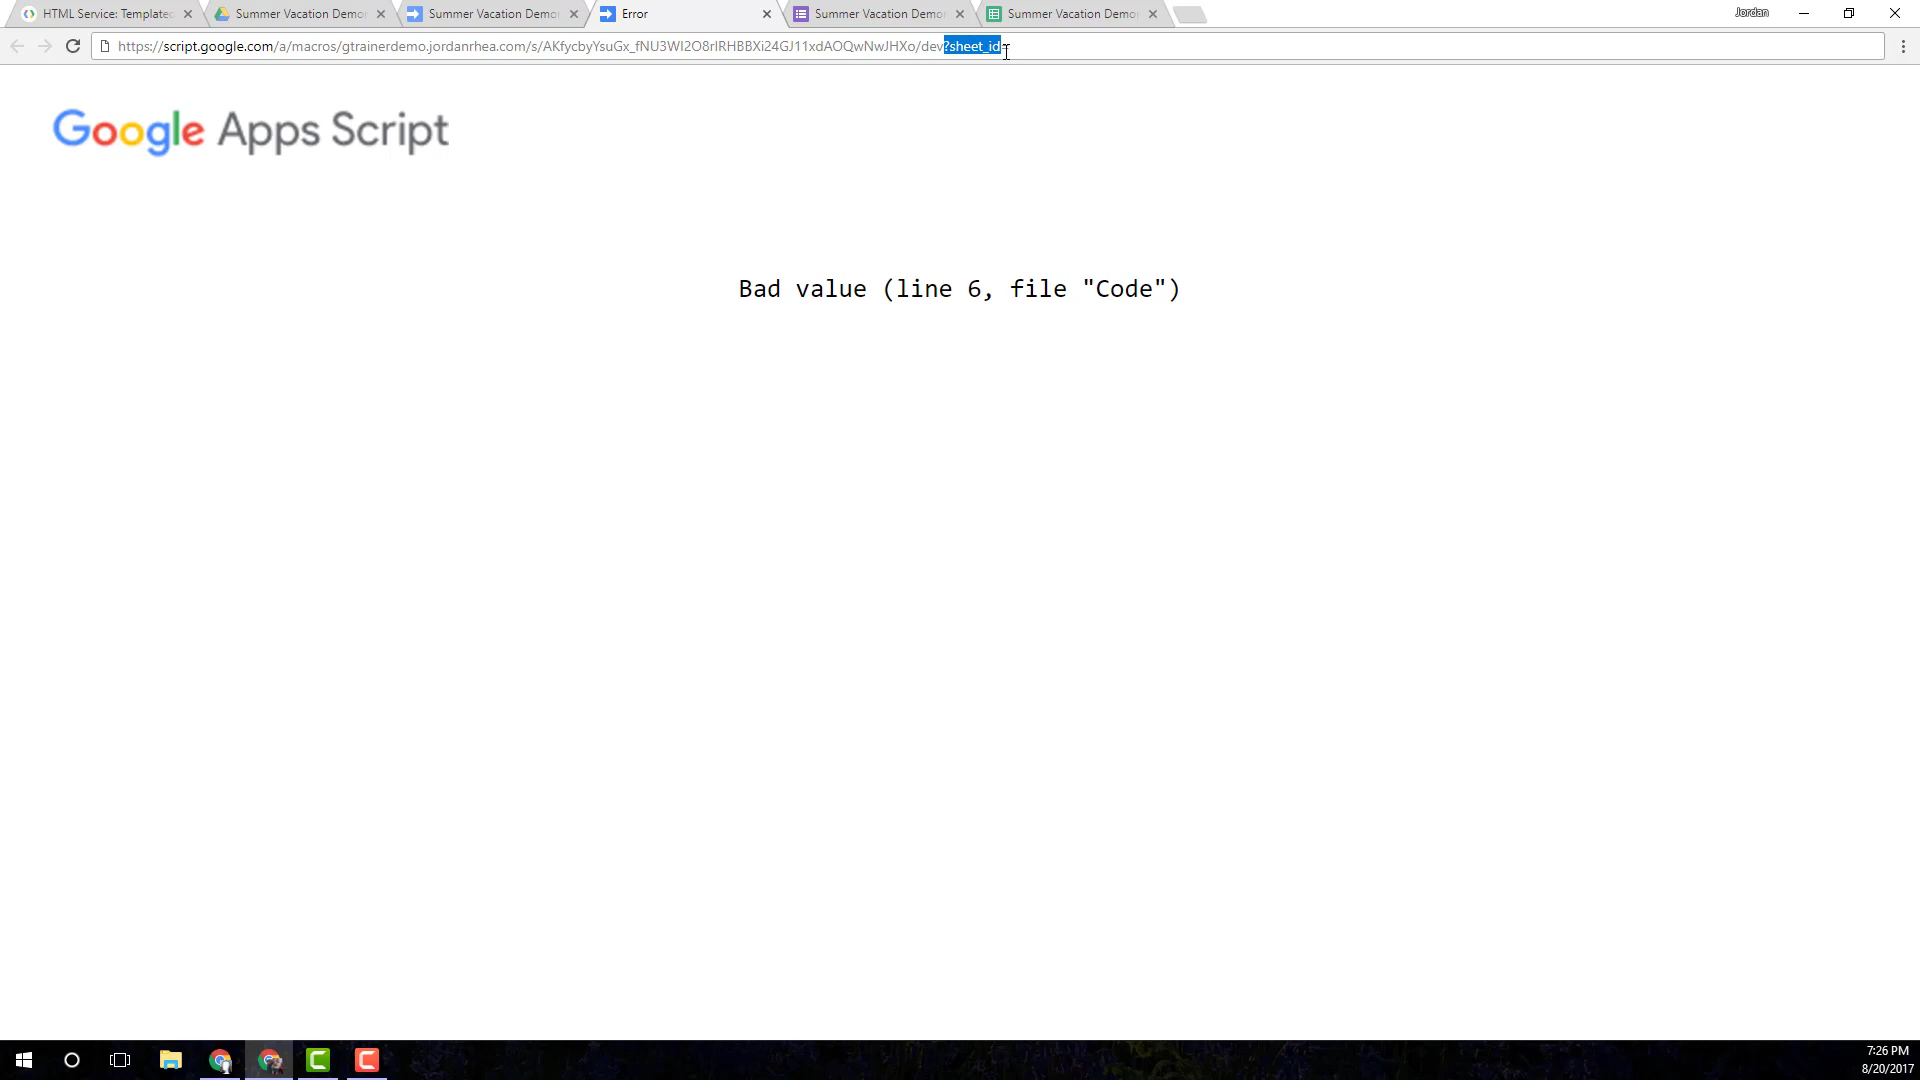 HTML Service: Templated
Summer Vacation Demo
Summer Vacation Demo
Error
Summer Vacation Demo
Summer Vacation Demo
Jordan
https://script.google.com/a/macros/gtrainerdemo.jordanrhea.com/s/AKfycbyYsuGx_fNU3WI2O8rIRHBBXi24GJ11xdAOQwNwJHXo/dev?sheet_id=
Google Apps Script
Bad value (line 6, file "Code")
7:26 PM
8/20/2017